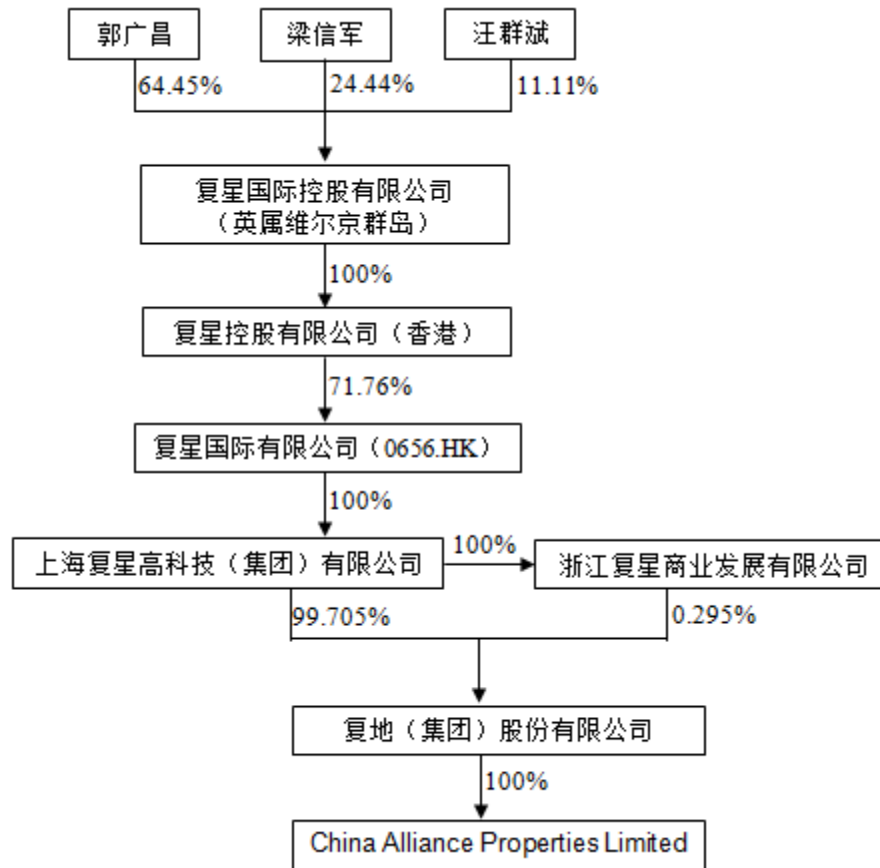 郭广昌
梁信军
汪群斌
64.45%
24.44%
11.11%
复星国际控股有限公司
（英属维尔京群岛）
100%
复星控股有限公司（香港）
71.76%
复星国际有限公司（0656.HK）
100%
上海复星高科技（集团）有限公司
100%
浙江复星商业发展有限公司
99.705%
0.295%
复地（集团）股份有限公司
100%
China Alliance Properties Limited